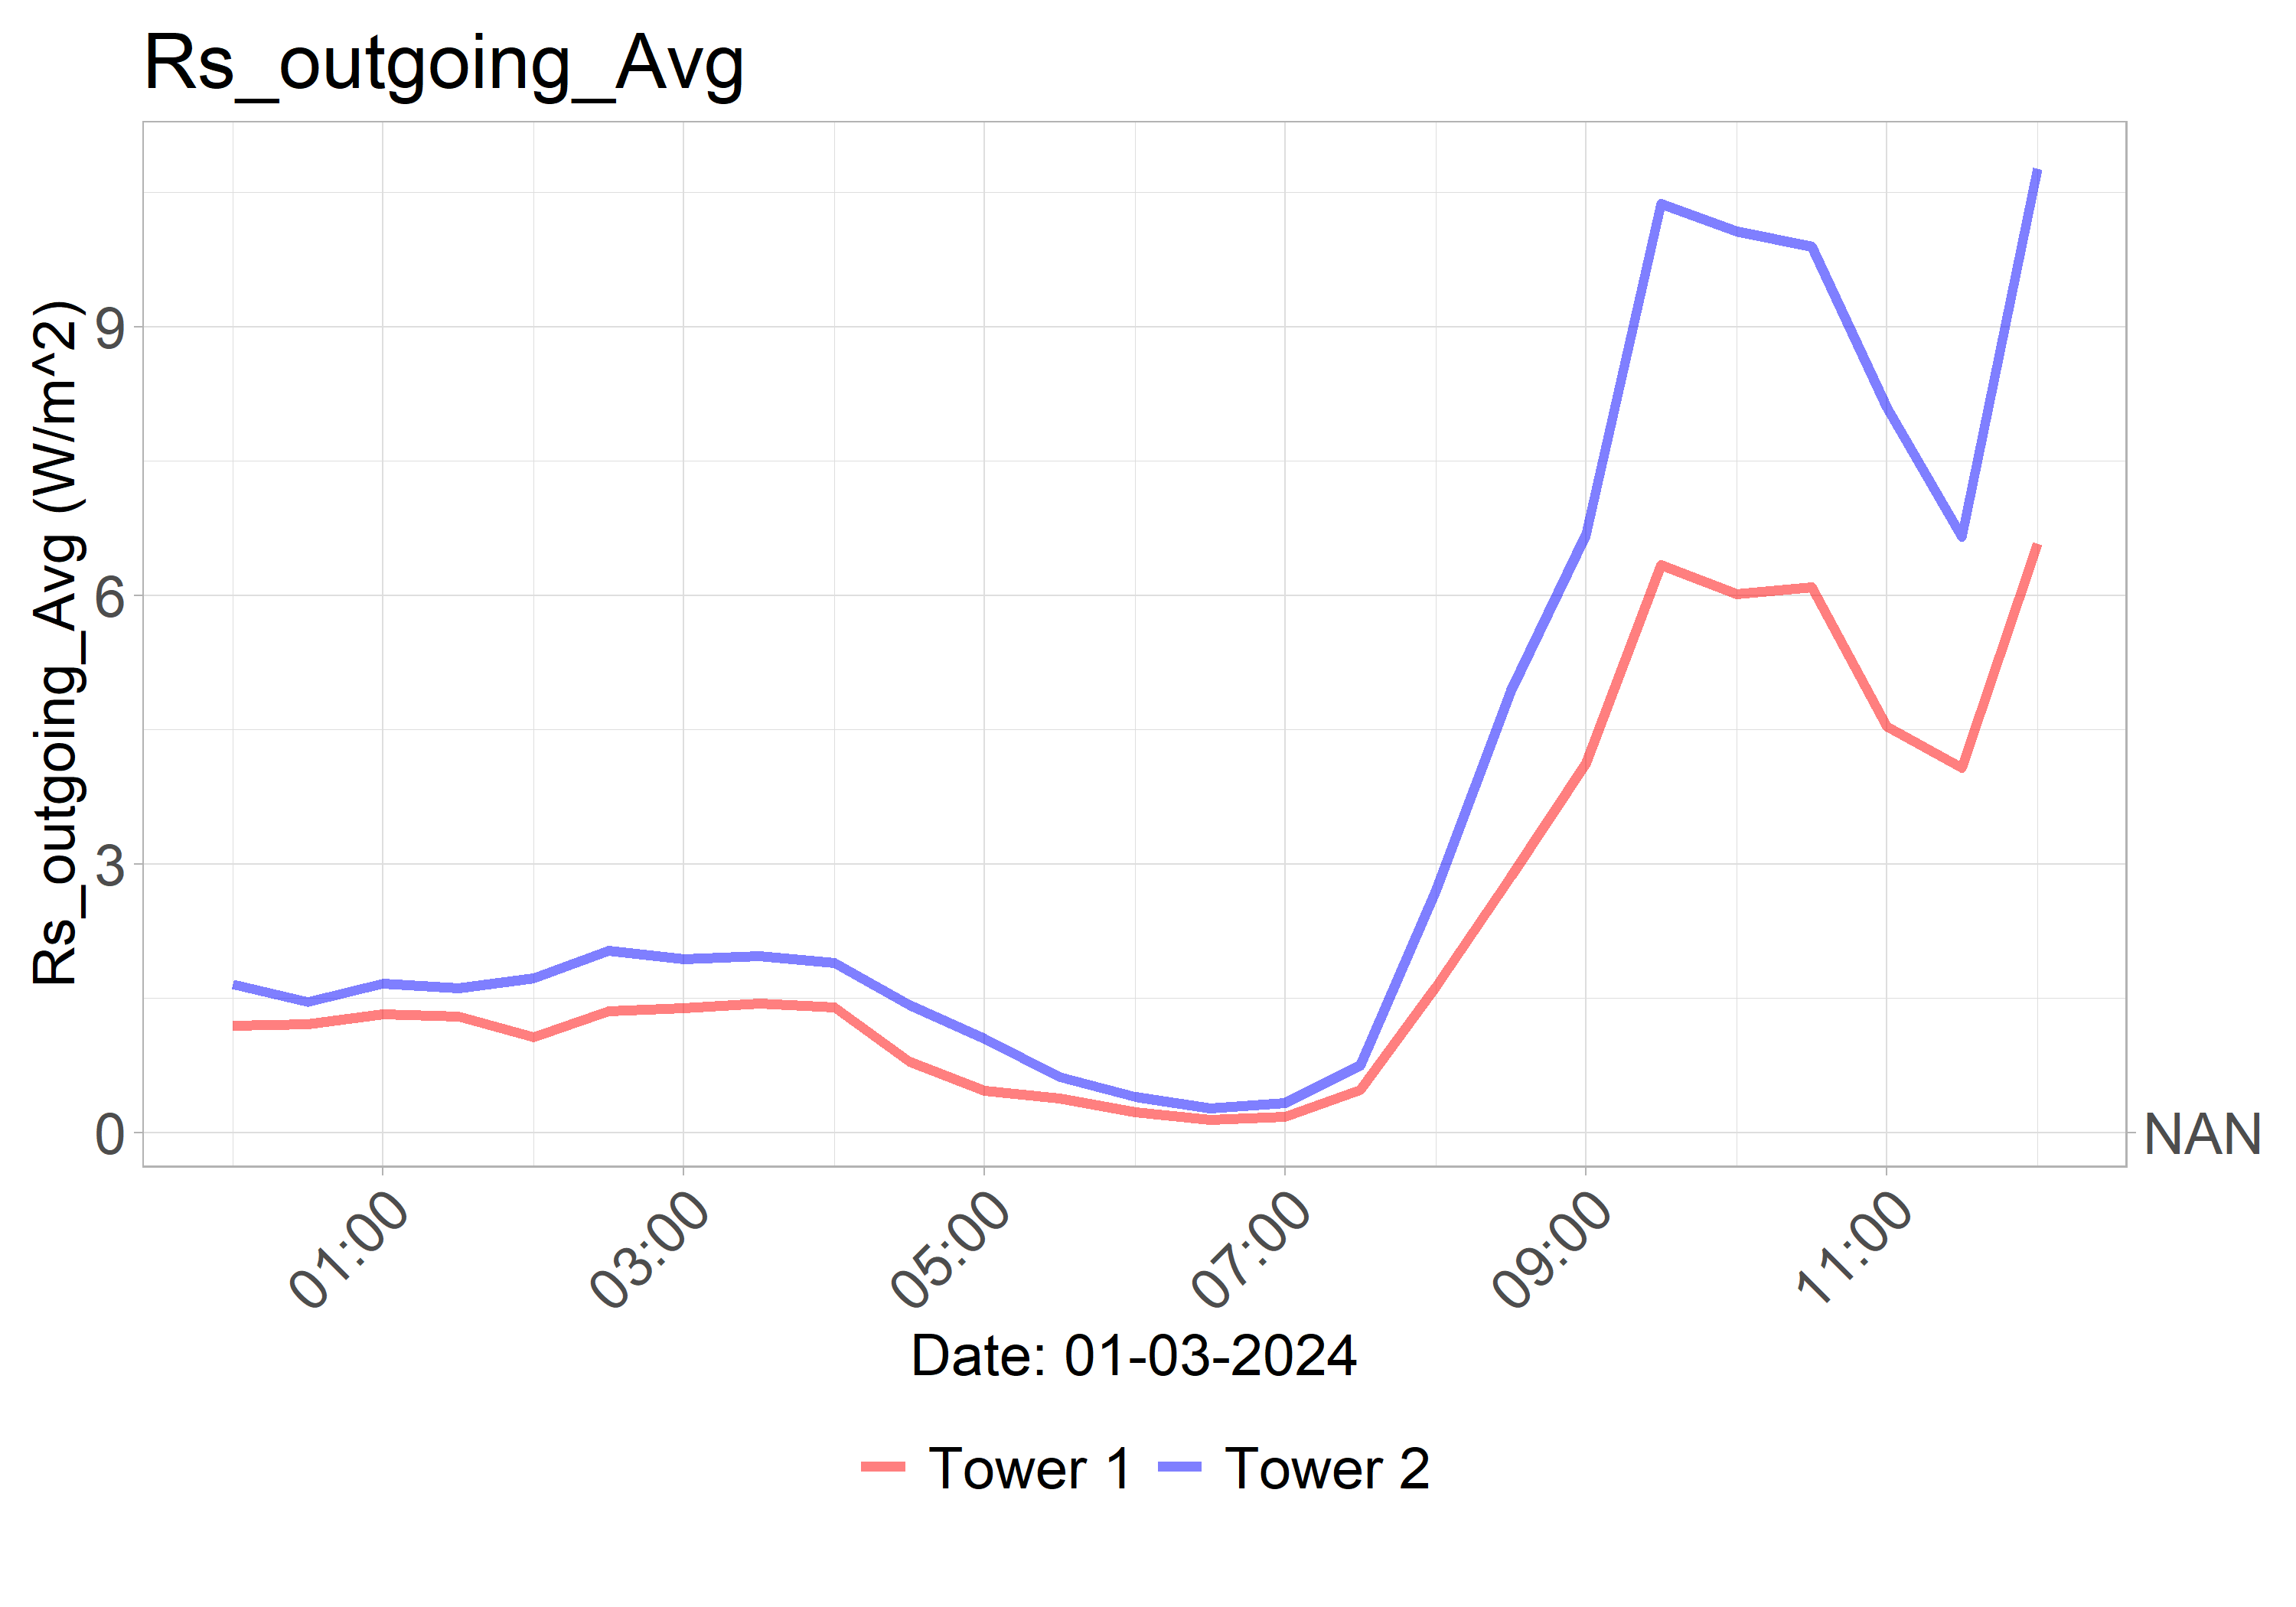 Rs_outgoing_Avg
Rs_outgoing_Avg (W/m^2)
9
6
3
0
NAN
01:00
03:00
05:00
07:00
09:00
11:00
Date: 01-03-2024
Tower 1
Tower 2